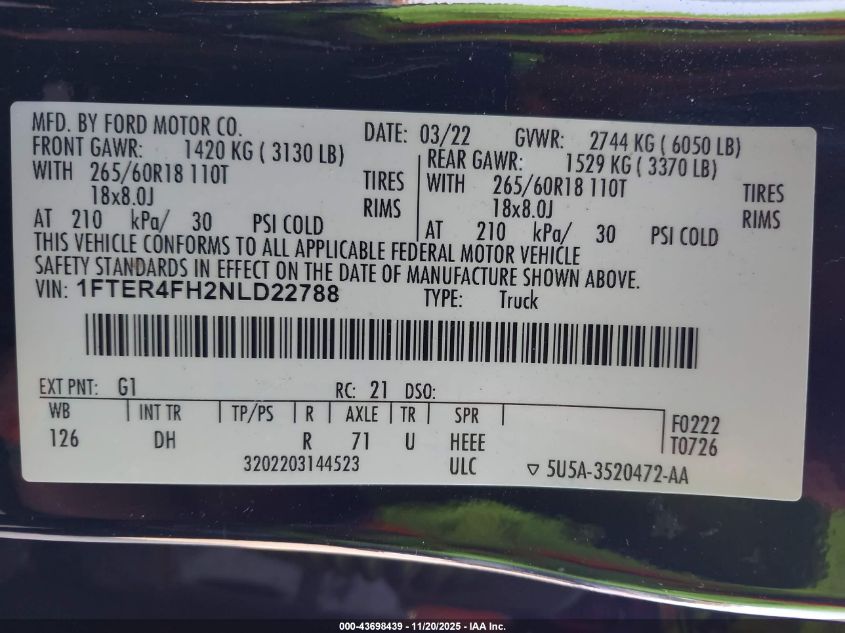 MFD. BY FORD MOTOR CO. DATE: 03/22 GVWR: 2744 KG ( 6050 LB)
FRONT GAWR: 1420 KG ( 3130 LB) REAR GAWR: 1529 KG ( 3370 LB)
WITH 265/60R18 110T TIRES WITH 265/60R18 110T TIRES
18x8.0J RIMS 18x8.0J RIMS
AT 210 kPa/ 30 PSI COLD AT 210 kPa/ 30 PSI COLD
THIS VEHICLE CONFORMS TO ALL APPLICABLE FEDERAL MOTOR VEHICLE
SAFETY STANDARDS IN EFFECT ON THE DATE OF MANUFACTURE SHOWN ABOVE.
VIN: 1FTER4FH2NLD22788 TYPE: Truck
EXT PNT: G1 RC: 21 DSO:
WB INT TR TP/PS R AXLE TR SPR F0222
126 DH R 71 U HEEE T0726
3202203144523 ULC ▽ 5U5A-3520472-AA
000-43698439 - 11/20/2025 - IAA Inc.